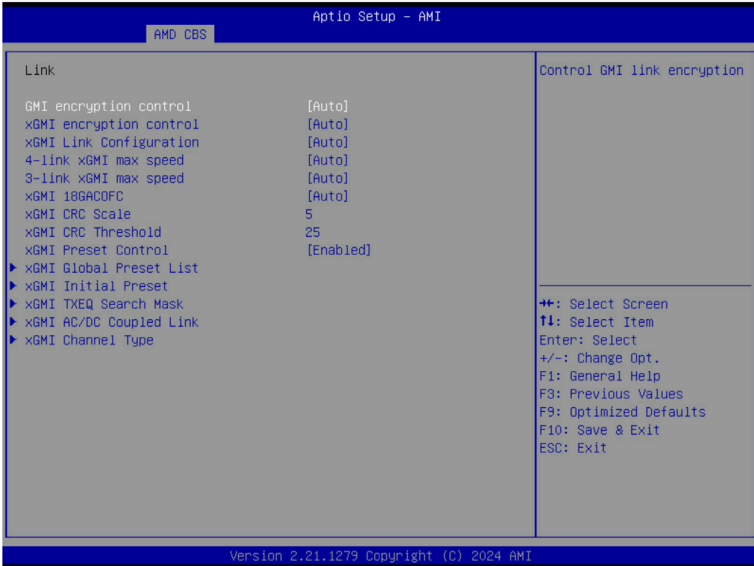 Aptio Setup – AMI
AMD CBS
Link
GMI encryption control [Auto]
xGMI encryption control [Auto]
xGMI Link Configuration [Auto]
4-link xGMI max speed [Auto]
3-link xGMI max speed [Auto]
xGMI 18GACOFC [Auto]
xGMI CRC Scale 5
xGMI CRC Threshold 25
xGMI Preset Control [Enabled]
xGMI Global Preset List
xGMI Initial Preset
xGMI TXEQ Search Mask
xGMI AC/DC Coupled Link
xGMI Channel Type
Control GMI link encryption
→←: Select Screen
↑↓: Select Item
Enter: Select
+/-: Change Opt.
F1: General Help
F3: Previous Values
F9: Optimized Defaults
F10: Save & Exit
ESC: Exit
Version 2.21.1279 Copyright (C) 2024 AMI